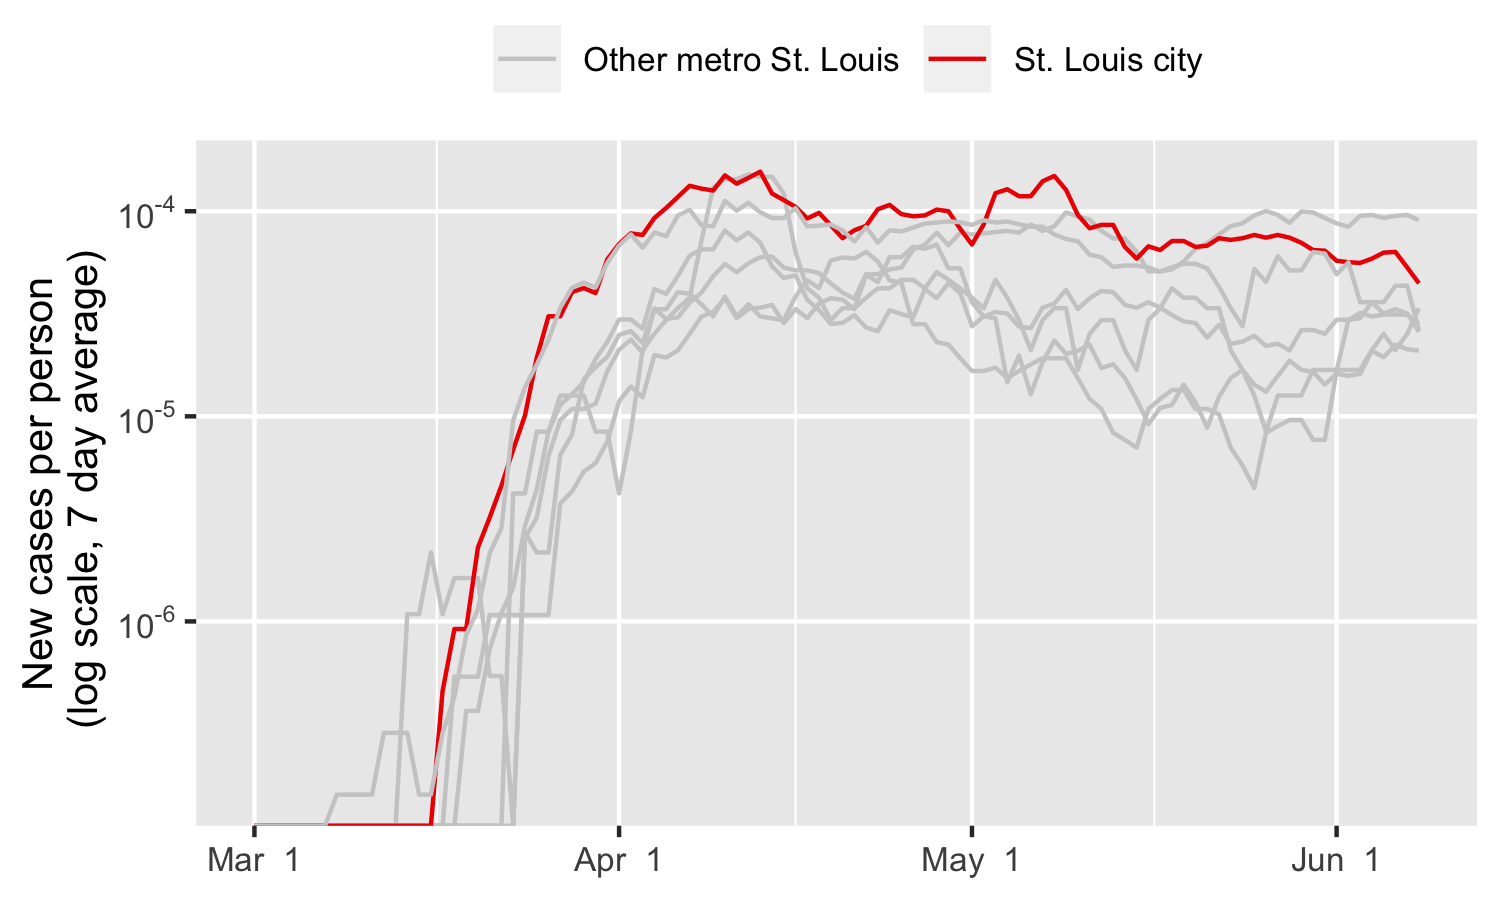 Other metro St. Louis
St. Louis city
New cases per person
(log scale, 7 day average)
10⁻⁴
10⁻⁵
10⁻⁶
Mar 1
Apr 1
May 1
Jun 1